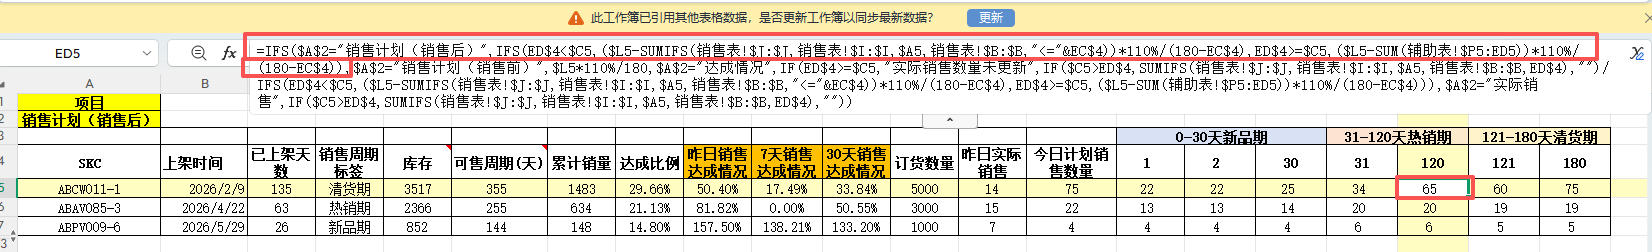 此工作簿已引用其他表格数据，是否更新工作簿以同步最新数据？ 更新
ED5 fx =IFS($A$2="销售计划（销售后）",IFS(ED$4<$C5,($L5-SUMIFS(销售表!$J:$J,销售表!$I:$I,$A5,销售表!$B:$B,"<="&EC$4))*110%/(180-EC$4),ED$4>=$C5,($L5-SUM(辅助表!$P5:ED5))*110%/
(180-EC$4)),$A$2="销售计划（销售前）",$L5*110%/180,$A$2="达成情况",IF(ED$4>=$C5,"实际销售数量未更新",IF($C5>ED$4,SUMIFS(销售表!$J:$J,销售表!$I:$I,$A5,销售表!$B:$B,ED$4),"")/
IFS(ED$4<$C5,($L5-SUMIFS(销售表!$J:$J,销售表!$I:$I,$A5,销售表!$B:$B,"<="&EC$4))*110%/(180-EC$4),ED$4>=$C5,($L5-SUM(辅助表!$P5:ED5))*110%/(180-EC$4))),$A$2="实际销
售",IF($C5>ED$4,SUMIFS(销售表!$J:$J,销售表!$I:$I,$A5,销售表!$B:$B,ED$4),""))
A B
1 项目
2 销售计划（销售后）
3 0-30天新品期 31-120天热销期 121-180天清货期
4 SKC 上架时间 已上架天数 销售周期标签 库存 可售周期(天) 累计销量 达成比例 昨日销售达成情况 7天销售达成情况 30天销售达成情况 订货数量 昨日实际销售 今日计划销售数量 1 2 30 31 120 121 180
5 ABCW011-1 2026/2/9 135 清货期 3517 355 1483 29.66% 50.40% 17.49% 33.84% 5000 14 75 22 22 25 34 65 60 75
6 ABAV085-3 2026/4/22 63 热销期 2366 255 634 21.13% 81.82% 0.00% 50.55% 3000 15 22 13 13 14 20 20 19 19
7 ABPV009-6 2026/5/29 26 新品期 852 144 148 14.80% 157.50% 138.21% 133.20% 1000 7 4 4 4 4 6 6 5 5